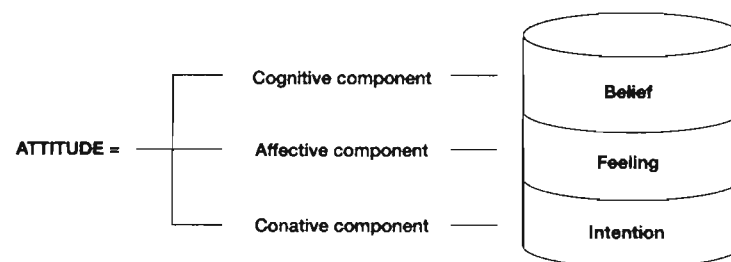 Cognitive component
Belief
ATTITUDE =
Affective component
Feeling
Conative component
Intention